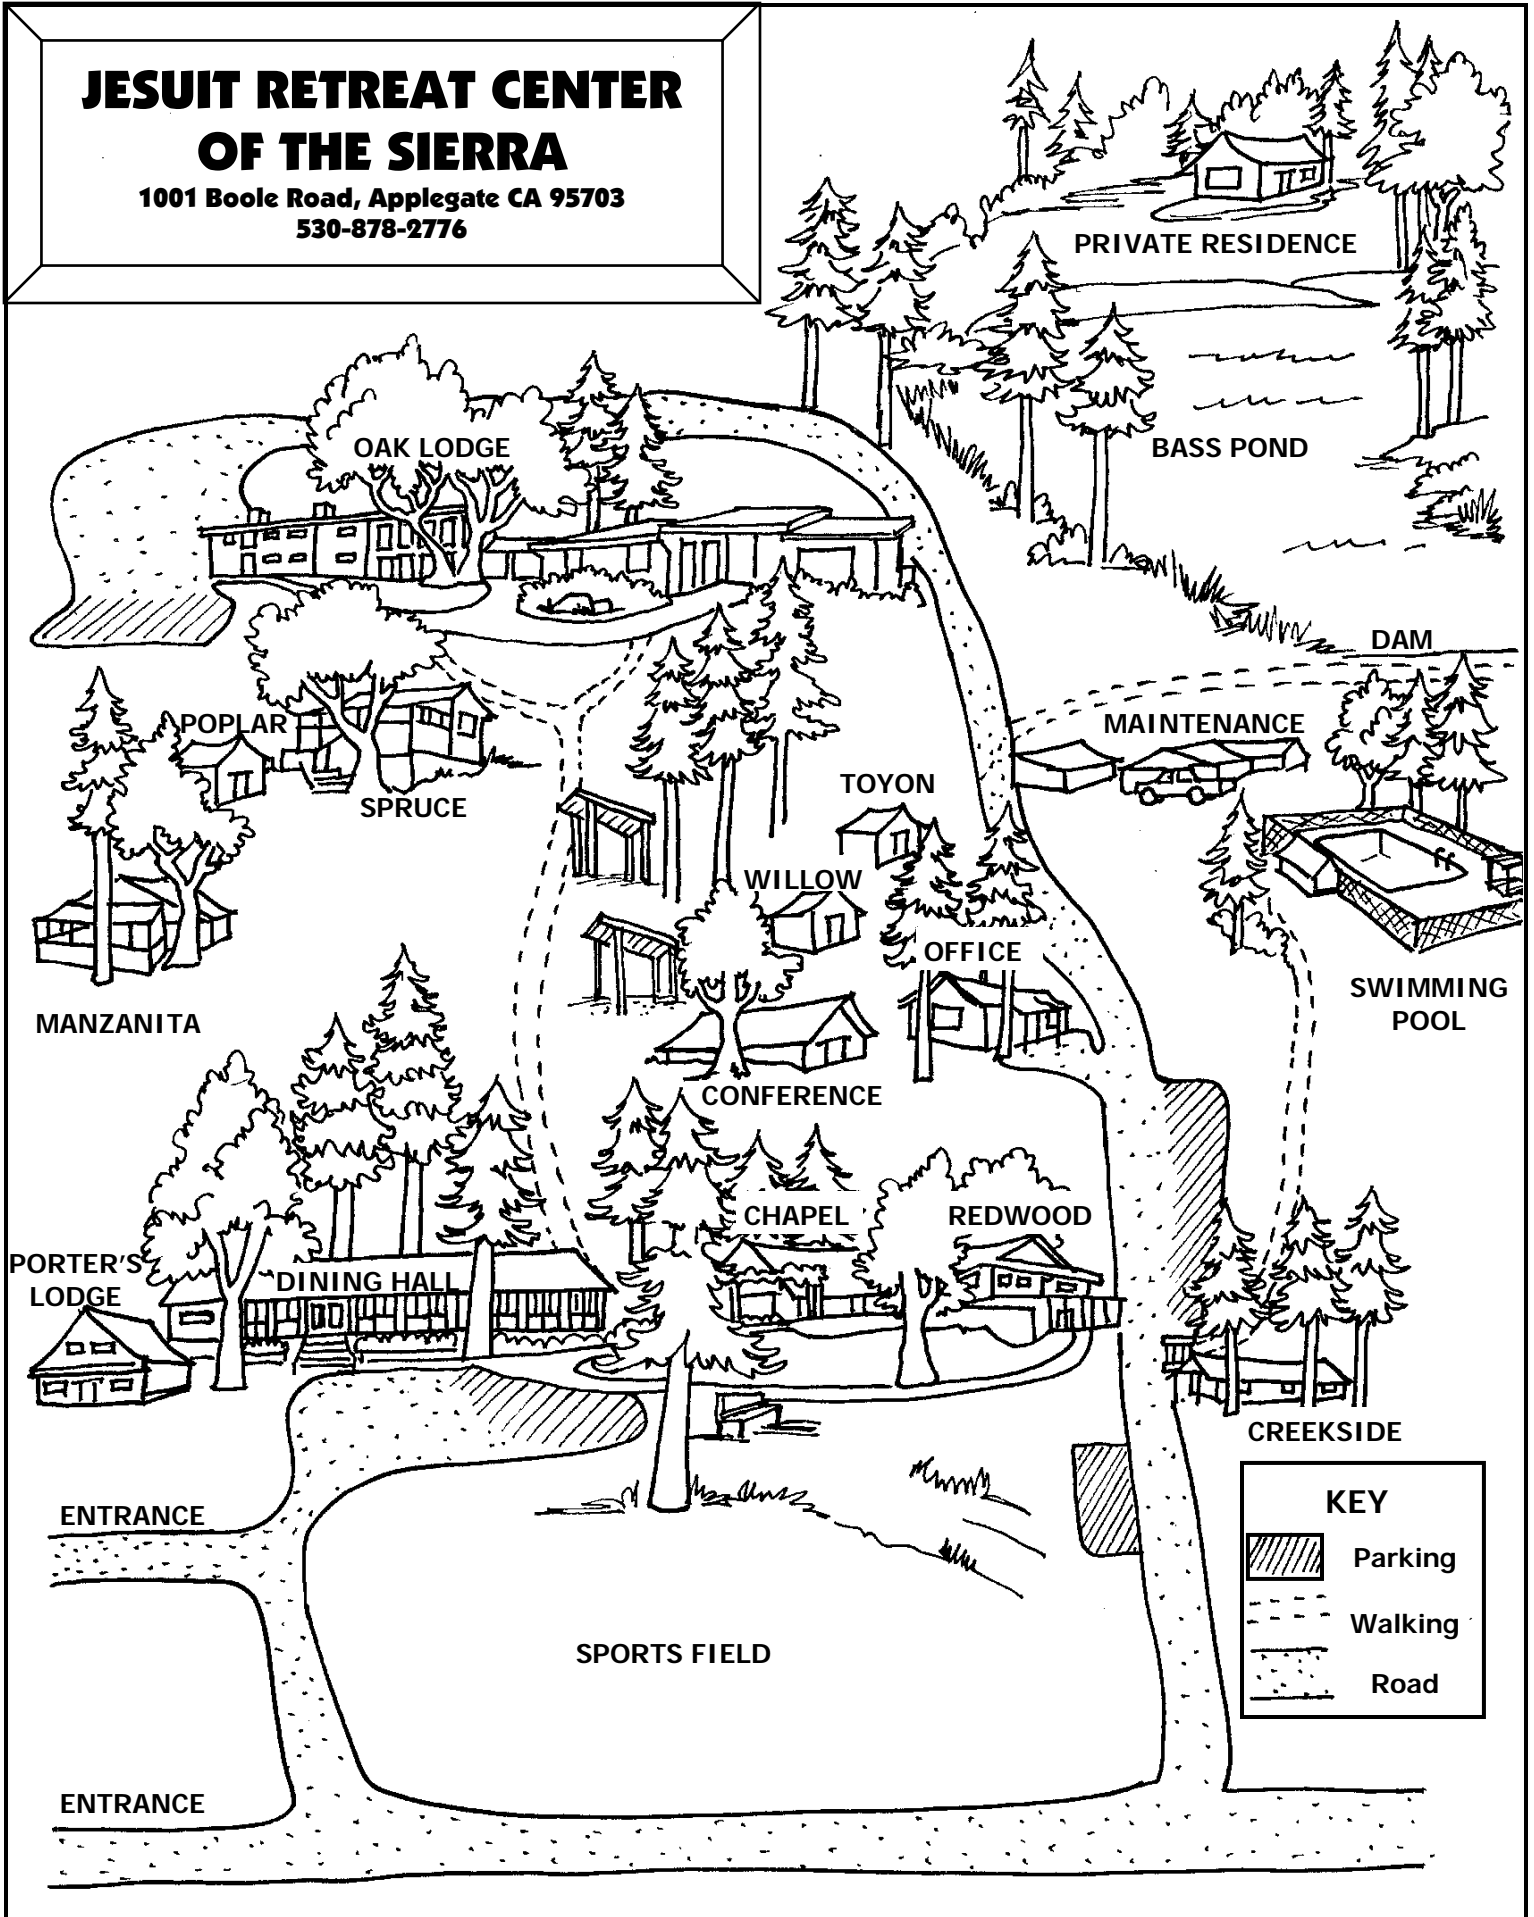 JESUIT RETREAT CENTER
OF THE SIERRA
1001 Boole Road, Applegate CA 95703
530-878-2776
PRIVATE RESIDENCE
OAK LODGE
BASS POND
DAM
POPLAR
MAINTENANCE
SPRUCE
TOYON
WILLOW
OFFICE
SWIMMING
POOL
MANZANITA
CONFERENCE
CHAPEL
REDWOOD
PORTER'S
LODGE
DINING HALL
CREEKSIDE
ENTRANCE
KEY
Parking
Walking
Road
SPORTS FIELD
ENTRANCE